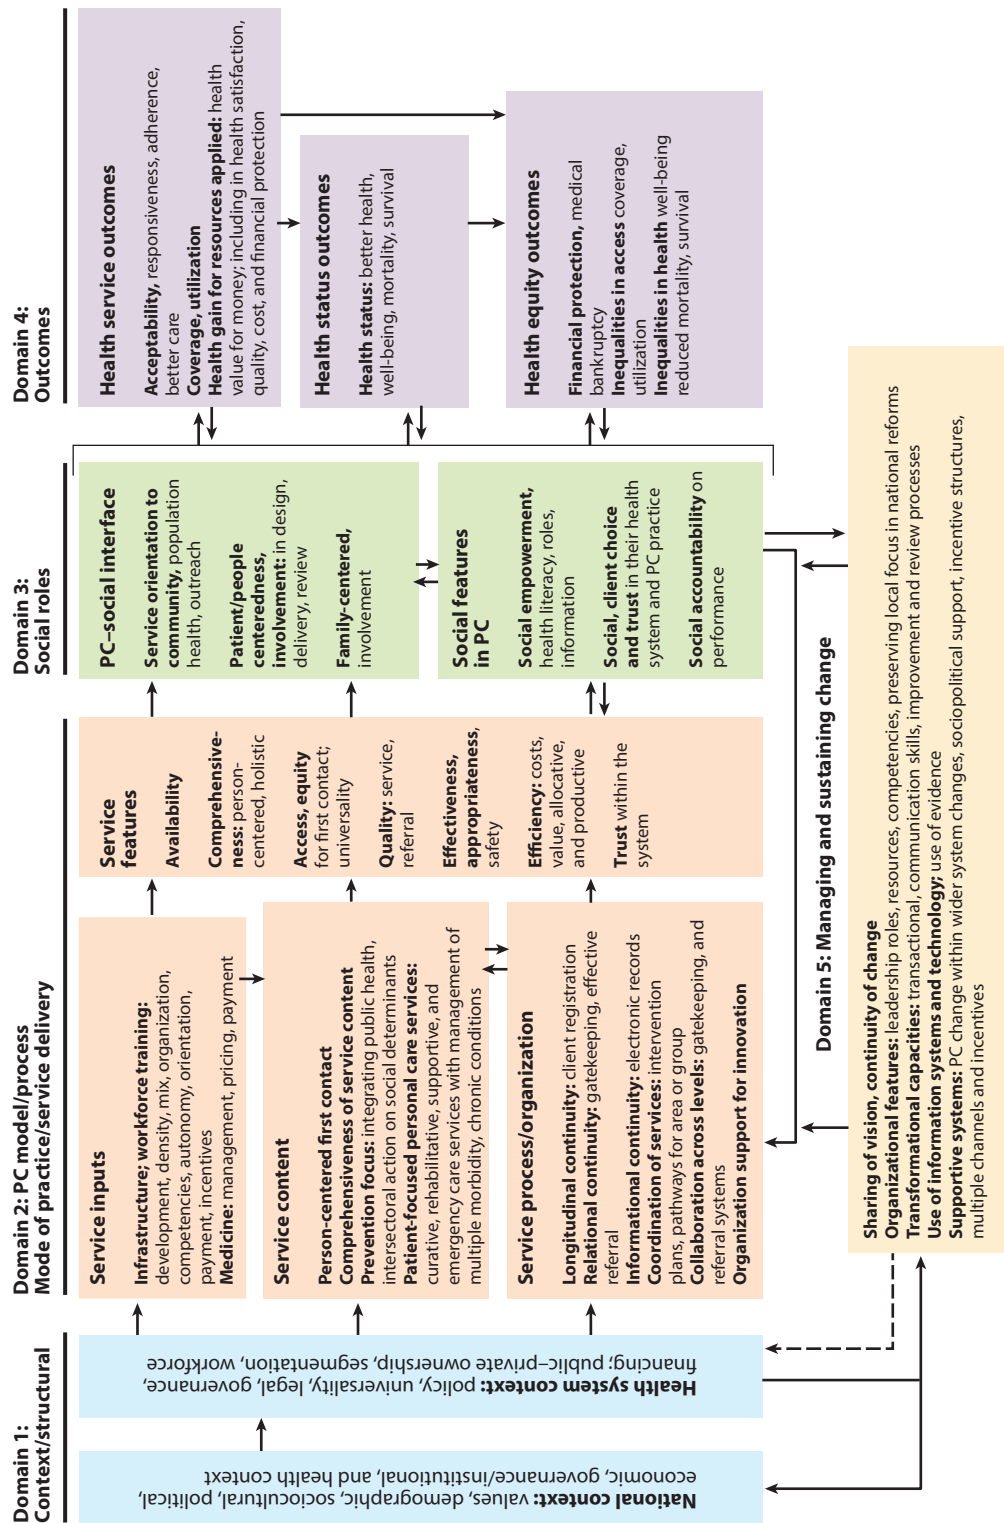 Domain 1:
Context/structural
National context: values, demographic, sociocultural, political,
economic, governance/institutional, and health context
Health system context: policy, universality, legal, governance,
financing; public–private ownership, segmentation, workforce
Domain 2: PC model/process
Mode of practice/service delivery
Service inputs
Infrastructure; workforce training:
development, density, mix, organization
competencies, autonomy, orientation,
payment, incentives
Medicine: management, pricing, payment
Service content
Person-centered first contact
Comprehensiveness of service content
Prevention focus: integrating public health,
intersectoral action on social determinants
Patient-focused personal care services:
curative, rehabilitative, supportive, and
emergency care services with management of
multiple morbidity, chronic conditions
Service process/organization
Longitudinal continuity: client registration
Relational continuity: gatekeeping, effective
referral
Informational continuity: electronic records
Coordination of services: intervention
plans, pathways for area or group
Collaboration across levels: gatekeeping, and
referral systems
Organization support for innovation
Service
features
Availability
Comprehensive-
ness: person-
centered, holistic
Access, equity
for first contact;
universality
Quality: service,
referral
Effectiveness,
appropriateness,
safety
Efficiency: costs,
value, allocative,
and productive
Trust within the
system
Domain 3:
Social roles
PC–social interface
Service orientation to
community, population
health, outreach
Patient/people
centeredness,
involvement: in design,
delivery, review
Family-centered,
involvement
Social features
in PC
Social empowerment,
health literacy, roles,
information
Social, client choice
and trust in their health
system and PC practice
Social accountability on
performance
Domain 4:
Outcomes
Health service outcomes
Acceptability, responsiveness, adherence,
better care
Coverage, utilization
Health gain for resources applied: health
value for money; including in health satisfaction,
quality, cost, and financial protection
Health status outcomes
Health status: better health,
well-being, mortality, survival
Health equity outcomes
Financial protection, medical
bankruptcy
Inequalities in access coverage,
utilization
Inequalities in health well-being
reduced mortality, survival
Domain 5: Managing and sustaining change
Sharing of vision, continuity of change
Organizational features: leadership roles, resources, competencies, preserving local focus in national reforms
Transformational capacities: transactional, communication skills, improvement and review processes
Use of information systems and technology; use of evidence
Supportive systems: PC change within wider system changes, sociopolitical support, incentive structures,
multiple channels and incentives